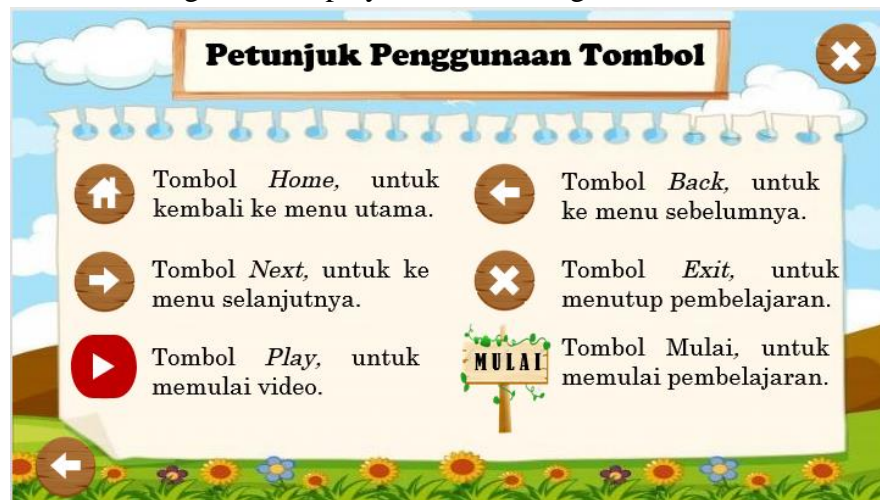 Petunjuk Penggunaan Tombol
Tombol Home, untuk
kembali ke menu utama.
Tombol Back, untuk
ke menu sebelumnya.
Tombol Next, untuk ke
menu selanjutnya.
Tombol Exit, untuk
menutup pembelajaran.
Tombol Play, untuk
memulai video.
MULAI
Tombol Mulai, untuk
memulai pembelajaran.